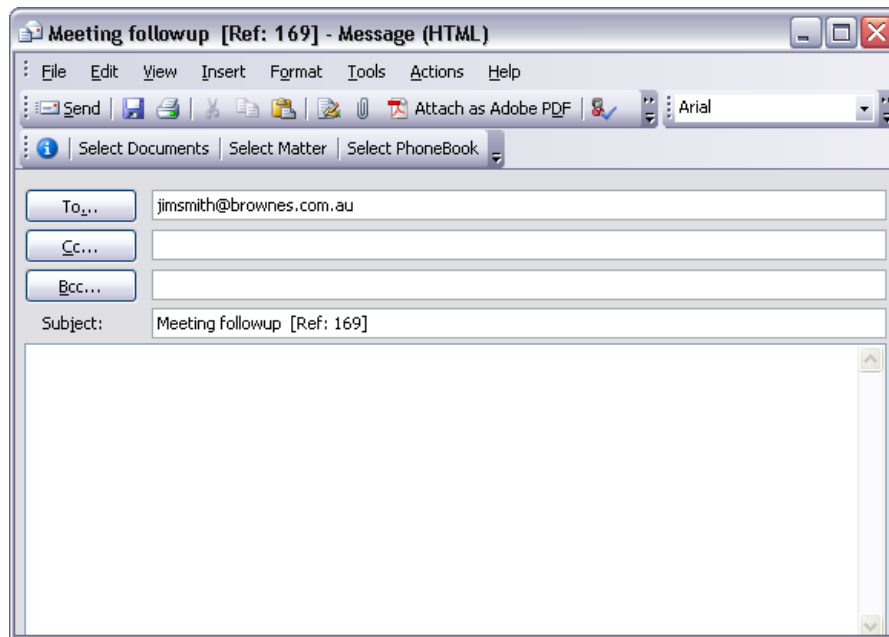 Meeting followup [Ref: 169] - Message (HTML)
File Edit View Insert Format Tools Actions Help
Send Attach as Adobe PDF Arial
Select Documents Select Matter Select PhoneBook
To... jimsmith@brownes.com.au
Cc...
Bcc...
Subject: Meeting followup [Ref: 169]